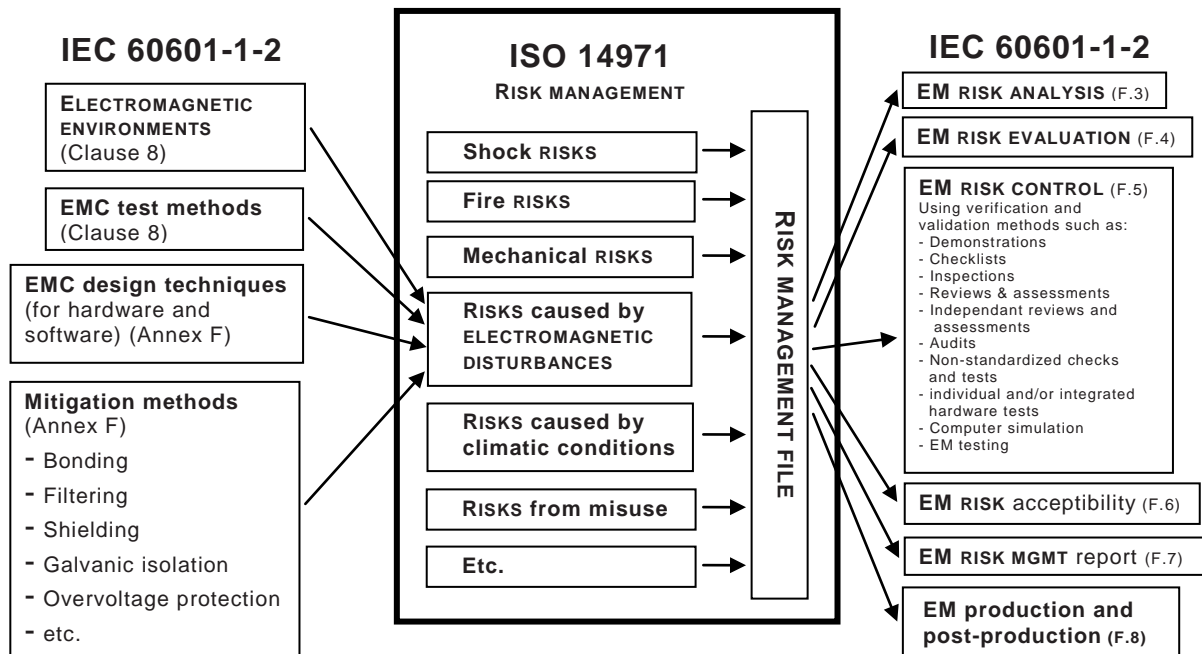 IEC 60601-1-2
ELECTROMAGNETIC
ENVIRONMENTS
(Clause 8)
EMC test methods
(Clause 8)
EMC design techniques
(for hardware and
software) (Annex F)
Mitigation methods
(Annex F)
- Bonding
- Filtering
- Shielding
- Galvanic isolation
- Overvoltage protection
- etc.
ISO 14971
RISK MANAGEMENT
Shock RISKS
Fire RISKS
Mechanical RISKS
RISKS caused by
ELECTROMAGNETIC
DISTURBANCES
RISKS caused by
climatic conditions
RISKS from misuse
Etc.
RISK MANAGEMENT FILE
IEC 60601-1-2
EM RISK ANALYSIS (F.3)
EM RISK EVALUATION (F.4)
EM RISK CONTROL (F.5)
Using verification and
validation methods such as:
- Demonstrations
- Checklists
- Inspections
- Reviews & assessments
- Independant reviews and
assessments
- Audits
- Non-standardized checks
and tests
- individual and/or integrated
hardware tests
- Computer simulation
- EM testing
EM RISK acceptibility (F.6)
EM RISK MGMT report (F.7)
EM production and
post-production (F.8)